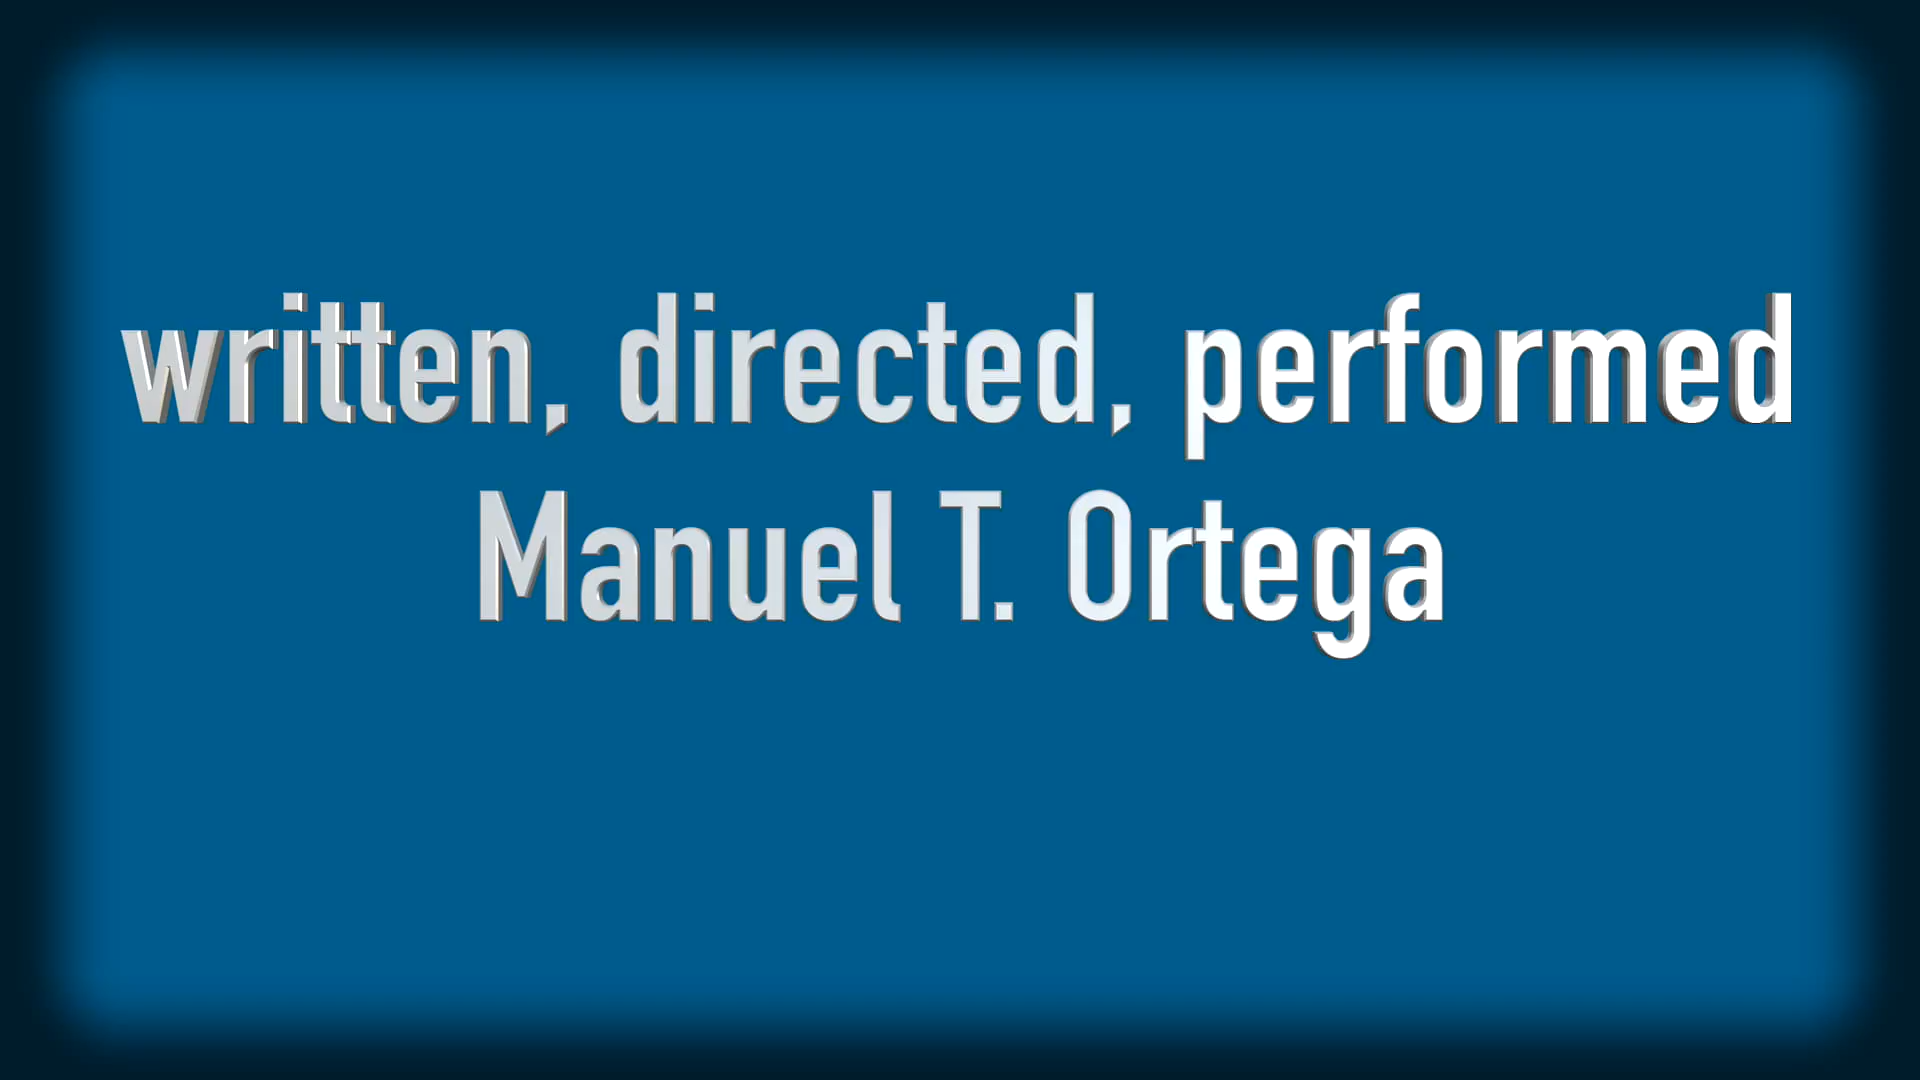 written, directed, performed
Manuel T. Ortega